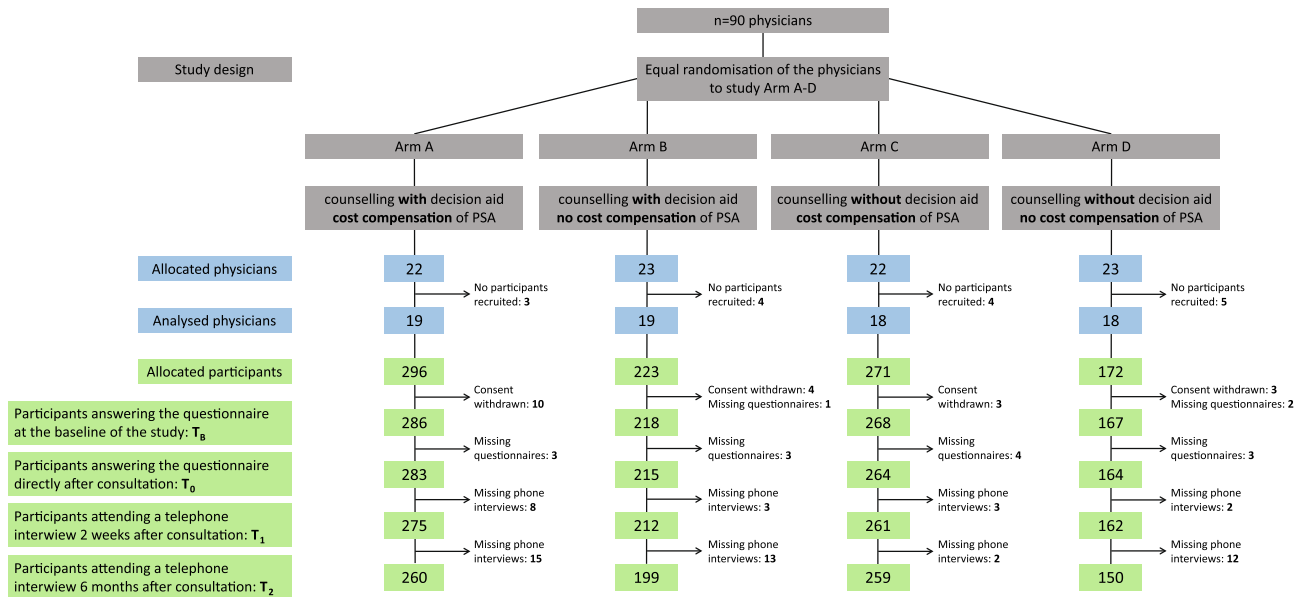 n=90 physicians
Study design
Equal randomisation of the physicians
to study Arm A-D
Arm A
Arm B
Arm C
Arm D
counselling with decision aid
cost compensation of PSA
counselling with decision aid
no cost compensation of PSA
counselling without decision aid
cost compensation of PSA
counselling without decision aid
no cost compensation of PSA
Allocated physicians
22
23
22
23
No participants
recruited: 3
No participants
recruited: 4
No participants
recruited: 4
No participants
recruited: 5
Analysed physicians
19
19
18
18
Allocated participants
296
223
271
172
Consent
withdrawn: 10
Consent withdrawn: 4
Missing questionnaires: 1
Consent
withdrawn: 3
Consent withdrawn: 3
Missing questionnaires: 2
Participants answering the questionnaire
at the baseline of the study: TB
286
218
268
167
Missing
questionnaires: 3
Missing
questionnaires: 3
Missing
questionnaires: 4
Missing
questionnaires: 3
Participants answering the questionnaire
directly after consultation: T0
283
215
264
164
Missing phone
interviews: 8
Missing phone
interviews: 3
Missing phone
interviews: 3
Missing phone
interviews: 2
Participants attending a telephone
interwiew 2 weeks after consultation: T1
275
212
261
162
Missing phone
interviews: 15
Missing phone
interviews: 13
Missing phone
interviews: 2
Missing phone
interviews: 12
Participants attending a telephone
interwiew 6 months after consultation: T2
260
199
259
150